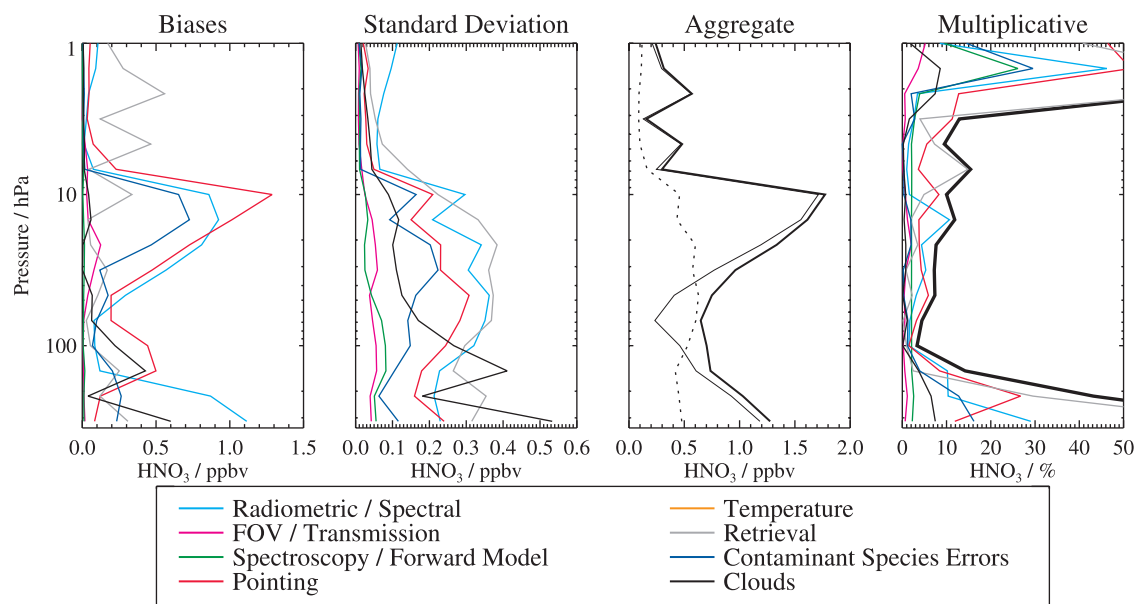 Biases
Standard Deviation
Aggregate
Multiplicative
Pressure / hPa
1
10
100
0.0 0.5 1.0 1.5
HNO3 / ppbv
0.0 0.1 0.2 0.3 0.4 0.5 0.6
HNO3 / ppbv
0.0 0.5 1.0 1.5 2.0
HNO3 / ppbv
0 10 20 30 40 50
HNO3 / %
Radiometric / Spectral
FOV / Transmission
Spectroscopy / Forward Model
Pointing
Temperature
Retrieval
Contaminant Species Errors
Clouds